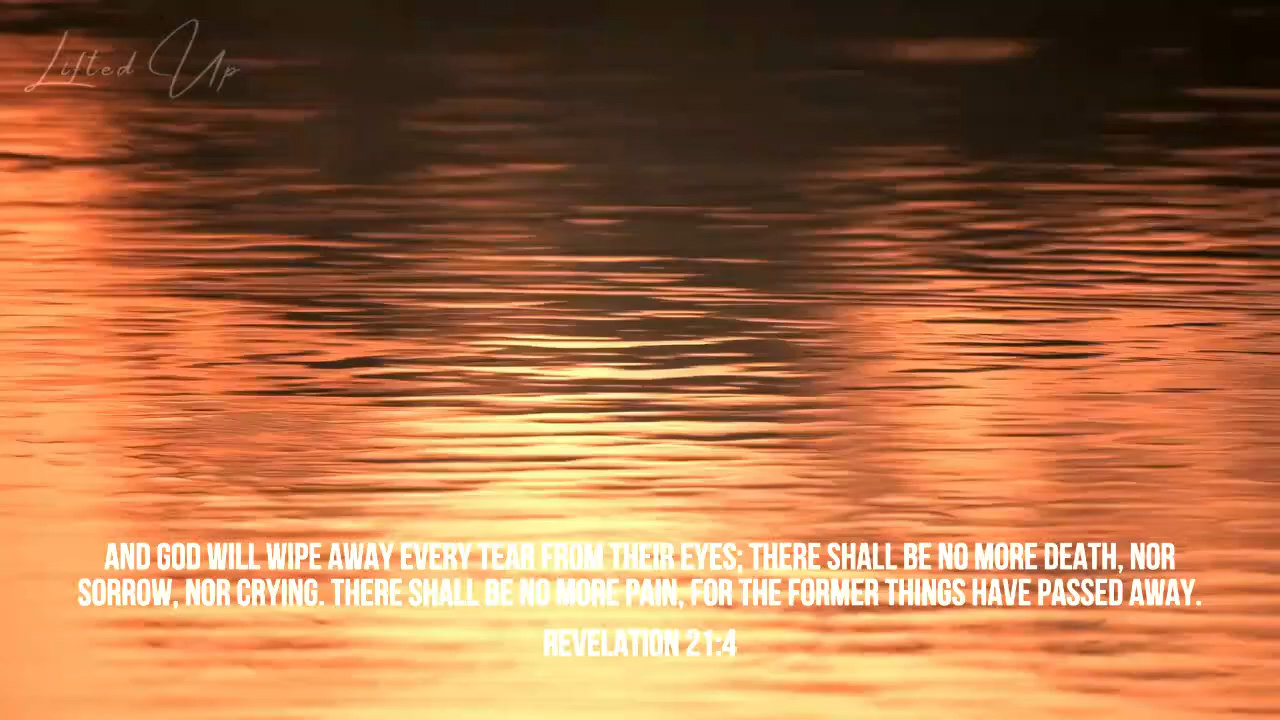 Lifted Up
AND GOD WILL WIPE AWAY EVERY TEAR FROM THEIR EYES; THERE SHALL BE NO MORE DEATH, NOR
SORROW, NOR CRYING. THERE SHALL BE NO MORE PAIN, FOR THE FORMER THINGS HAVE PASSED AWAY.
REVELATION 21:4